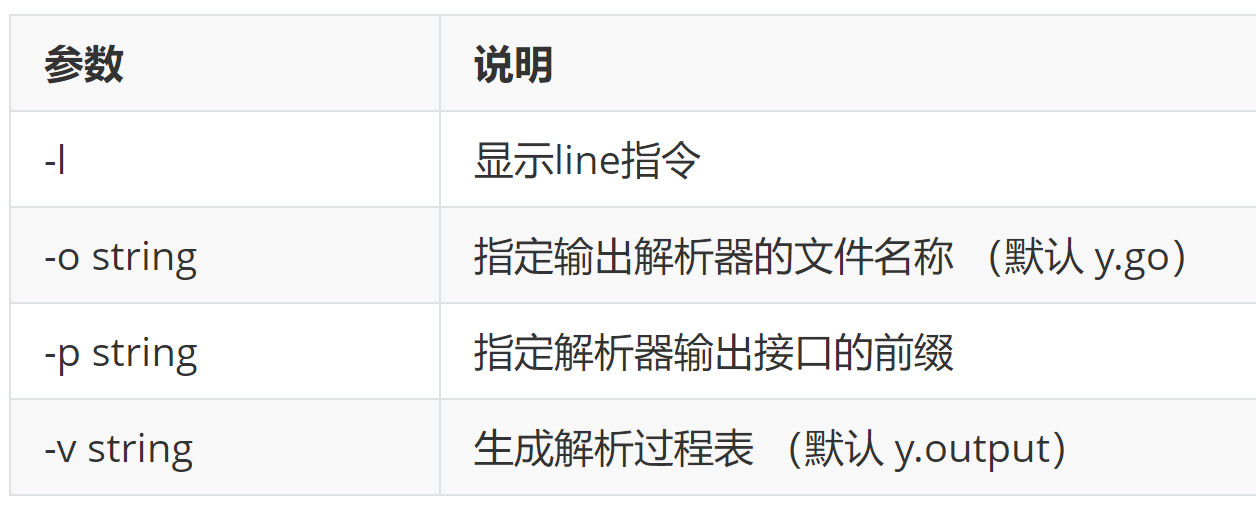 参数 说明
-l 显示line指令
-o string 指定输出解析器的文件名称 （默认 y.go）
-p string 指定解析器输出接口的前缀
-v string 生成解析过程表 （默认 y.output）